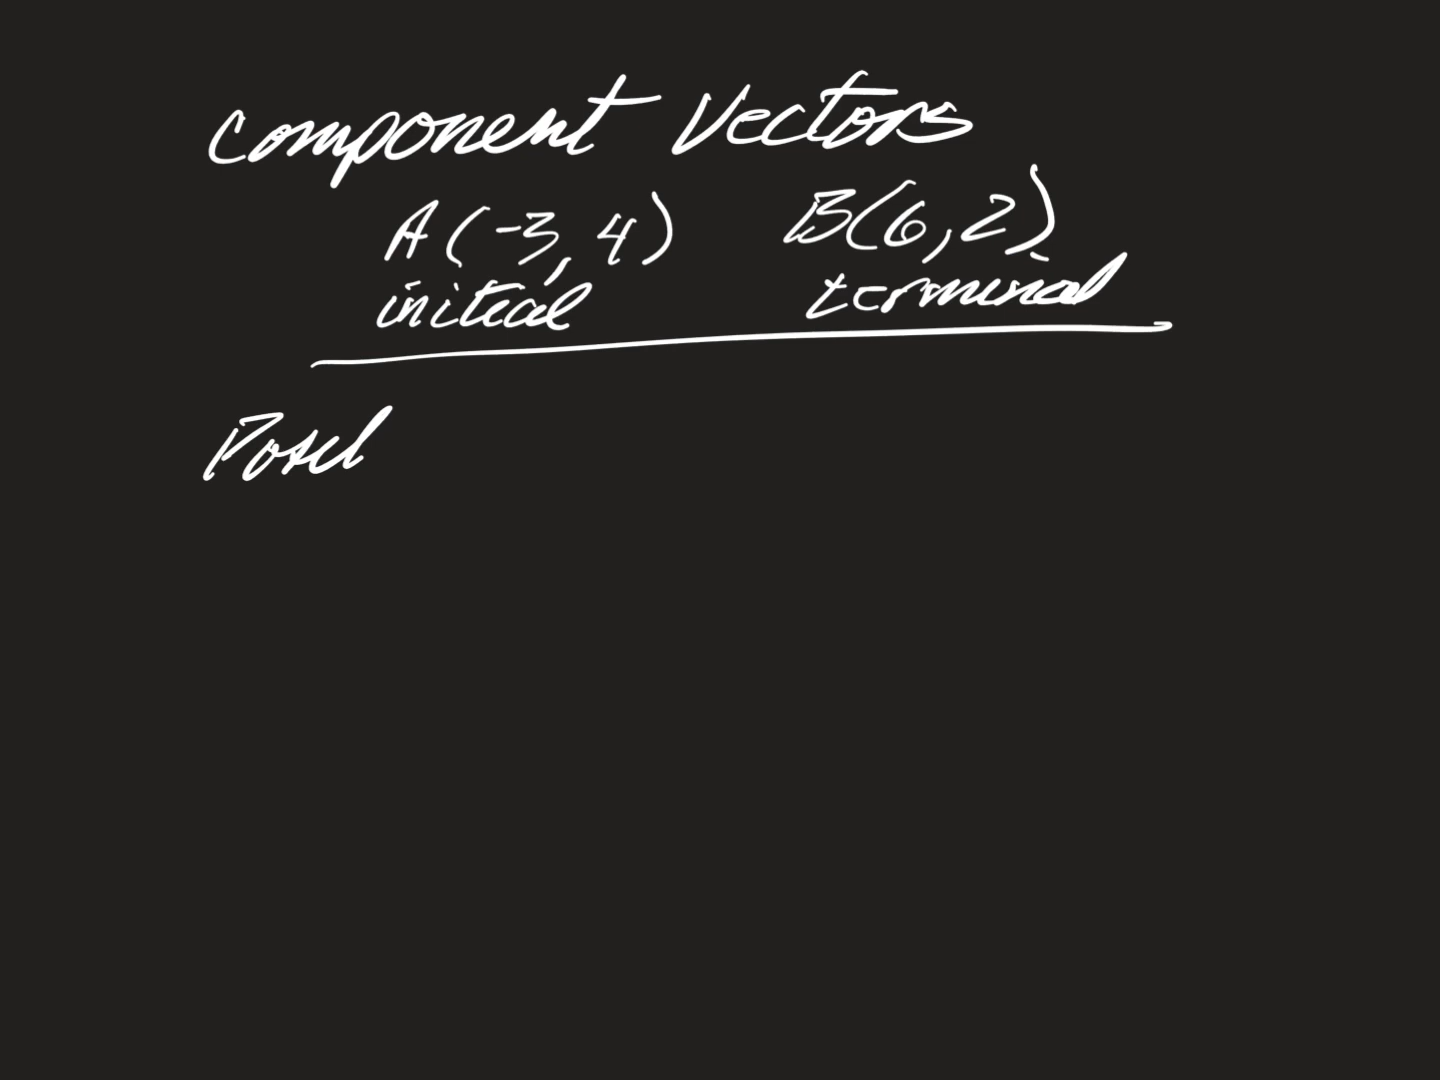 Component Vectors
A(-3, 4) B(6, 2)
initial terminal